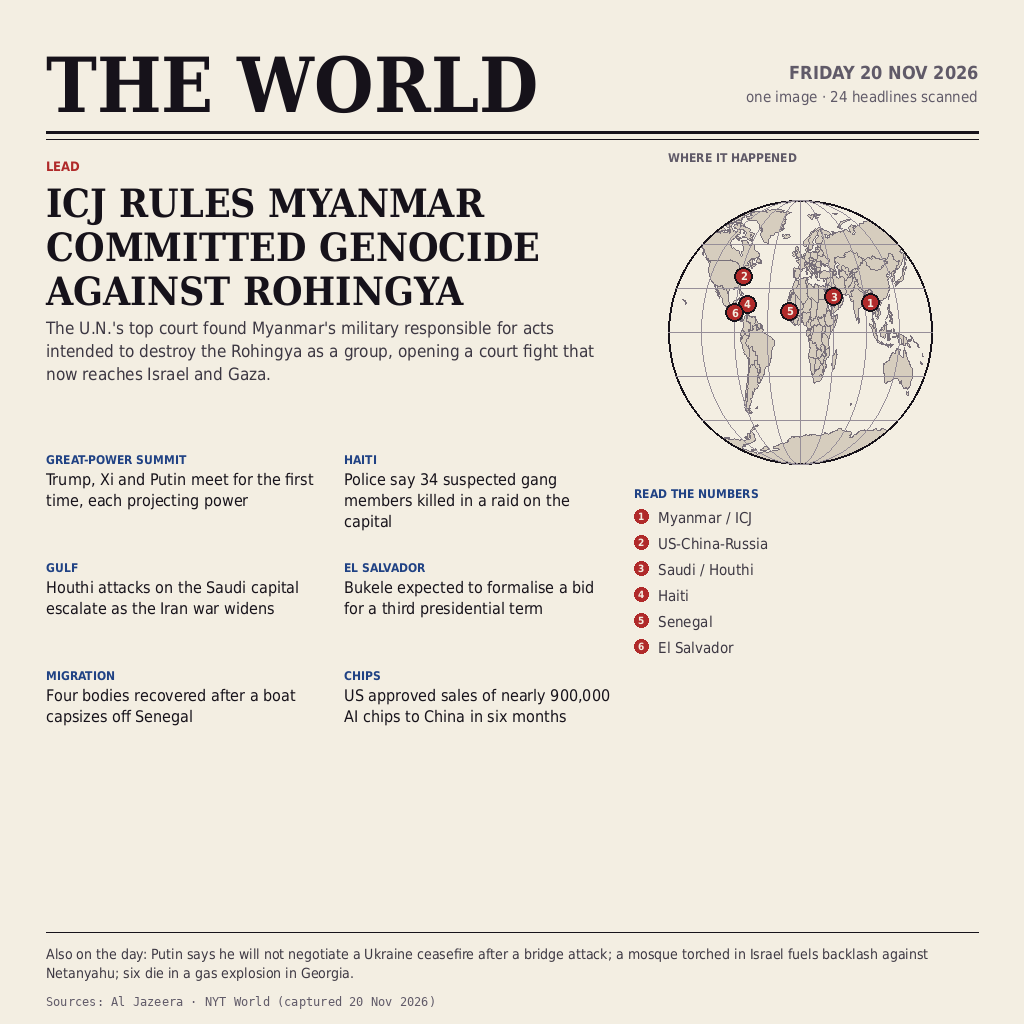 THE WORLD
FRIDAY 20 NOV 2026
one image · 24 headlines scanned
LEAD
ICJ RULES MYANMAR
COMMITTED GENOCIDE
AGAINST ROHINGYA
The U.N.'s top court found Myanmar's military responsible for acts
intended to destroy the Rohingya as a group, opening a court fight that
now reaches Israel and Gaza.
GREAT-POWER SUMMIT
Trump, Xi and Putin meet for the first
time, each projecting power
HAITI
Police say 34 suspected gang
members killed in a raid on the
capital
GULF
Houthi attacks on the Saudi capital
escalate as the Iran war widens
EL SALVADOR
Bukele expected to formalise a bid
for a third presidential term
MIGRATION
Four bodies recovered after a boat
capsizes off Senegal
CHIPS
US approved sales of nearly 900,000
AI chips to China in six months
WHERE IT HAPPENED
2
3
1
4
5
6
READ THE NUMBERS
1 Myanmar / ICJ
2 US-China-Russia
3 Saudi / Houthi
4 Haiti
5 Senegal
6 El Salvador
Also on the day: Putin says he will not negotiate a Ukraine ceasefire after a bridge attack; a mosque torched in Israel fuels backlash against
Netanyahu; six die in a gas explosion in Georgia.
Sources: Al Jazeera · NYT World (captured 20 Nov 2026)